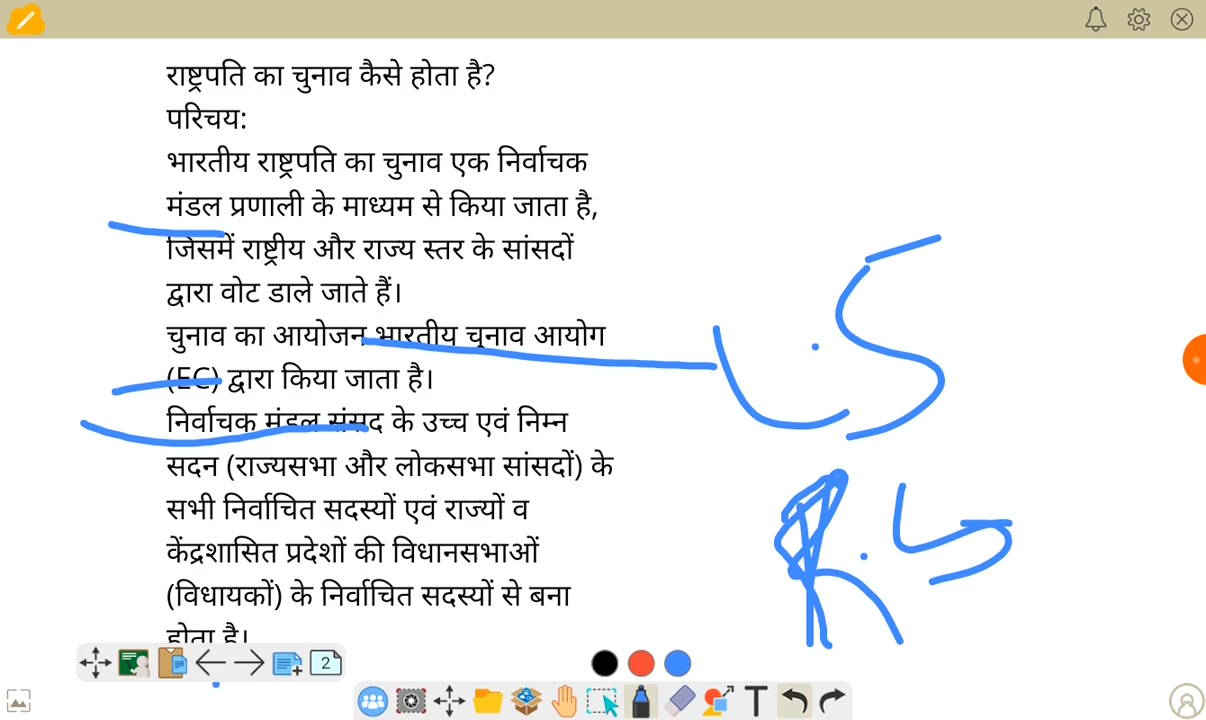 राष्ट्रपति का चुनाव कैसे होता है?
परिचय:
भारतीय राष्ट्रपति का चुनाव एक निर्वाचक
मंडल प्रणाली के माध्यम से किया जाता है,
जिसमें राष्ट्रीय और राज्य स्तर के सांसदों
द्वारा वोट डाले जाते हैं।
चुनाव का आयोजन भारतीय चुनाव आयोग
(EC) द्वारा किया जाता है।
निर्वाचक मंडल संसद के उच्च एवं निम्न
सदन (राज्यसभा और लोकसभा सांसदों) के
सभी निर्वाचित सदस्यों एवं राज्यों व
केंद्रशासित प्रदेशों की विधानसभाओं
(विधायकों) के निर्वाचित सदस्यों से बना
होता है।
L.S
R.S
2
T